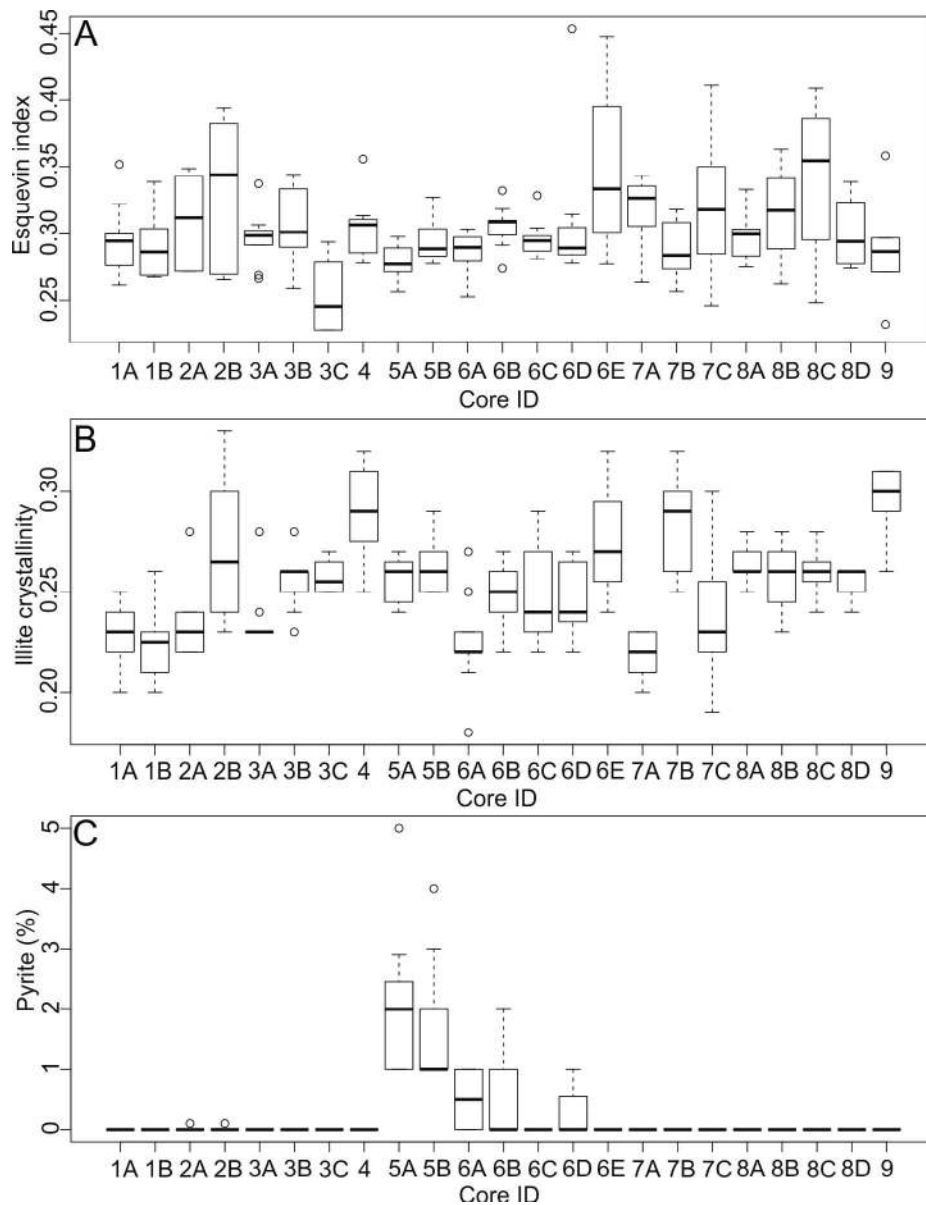 A
Esquevin index
0.45
0.40
0.35
0.30
0.25
1A 1B 2A 2B 3A 3B 3C 4 5A 5B 6A 6B 6C 6D 6E 7A 7B 7C 8A 8B 8C 8D 9
Core ID
B
Illite crystallinity
0.30
0.25
0.20
1A 1B 2A 2B 3A 3B 3C 4 5A 5B 6A 6B 6C 6D 6E 7A 7B 7C 8A 8B 8C 8D 9
Core ID
C
Pyrite (%)
5
4
3
2
1
0
1A 1B 2A 2B 3A 3B 3C 4 5A 5B 6A 6B 6C 6D 6E 7A 7B 7C 8A 8B 8C 8D 9
Core ID